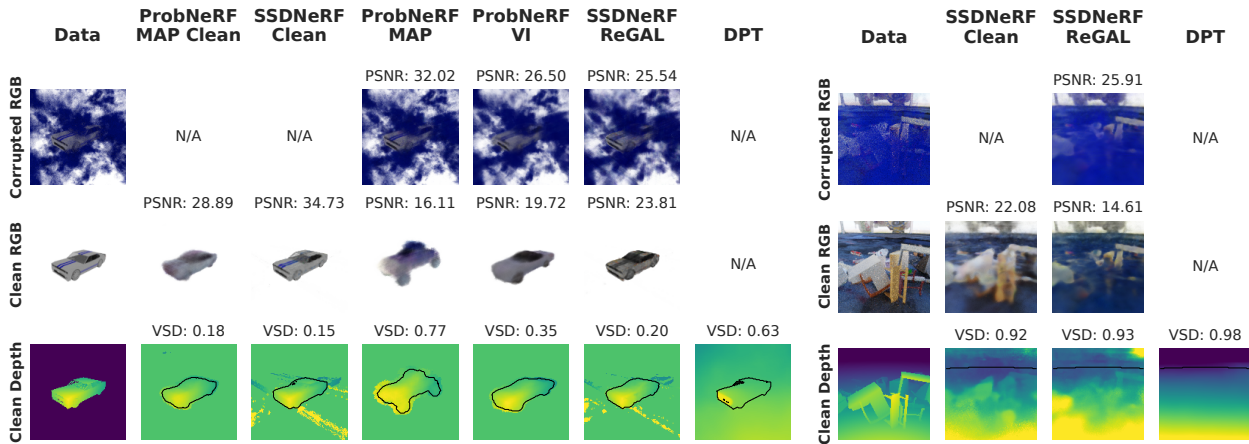 Data
ProbNeRF
MAP Clean
SSDNeRF
Clean
ProbNeRF
MAP
ProbNeRF
VI
SSDNeRF
ReGAL
DPT
Corrupted RGB
N/A
N/A
PSNR: 32.02
PSNR: 26.50
PSNR: 25.54
N/A
Clean RGB
PSNR: 28.89
PSNR: 34.73
PSNR: 16.11
PSNR: 19.72
PSNR: 23.81
N/A
Clean Depth
VSD: 0.18
VSD: 0.15
VSD: 0.77
VSD: 0.35
VSD: 0.20
VSD: 0.63
Data
SSDNeRF
Clean
SSDNeRF
ReGAL
DPT
Corrupted RGB
N/A
PSNR: 25.91
N/A
Clean RGB
PSNR: 22.08
PSNR: 14.61
N/A
Clean Depth
VSD: 0.92
VSD: 0.93
VSD: 0.98